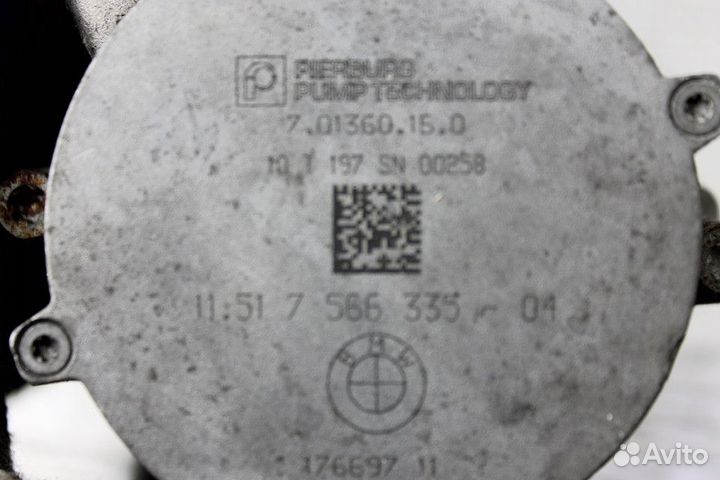 PIERBURG
PUMP TECHNOLOGY
7.01360.15.0
10 T 197 SN 00258
11.51 7 566 335 - 04
BMW
176697 11
Avito